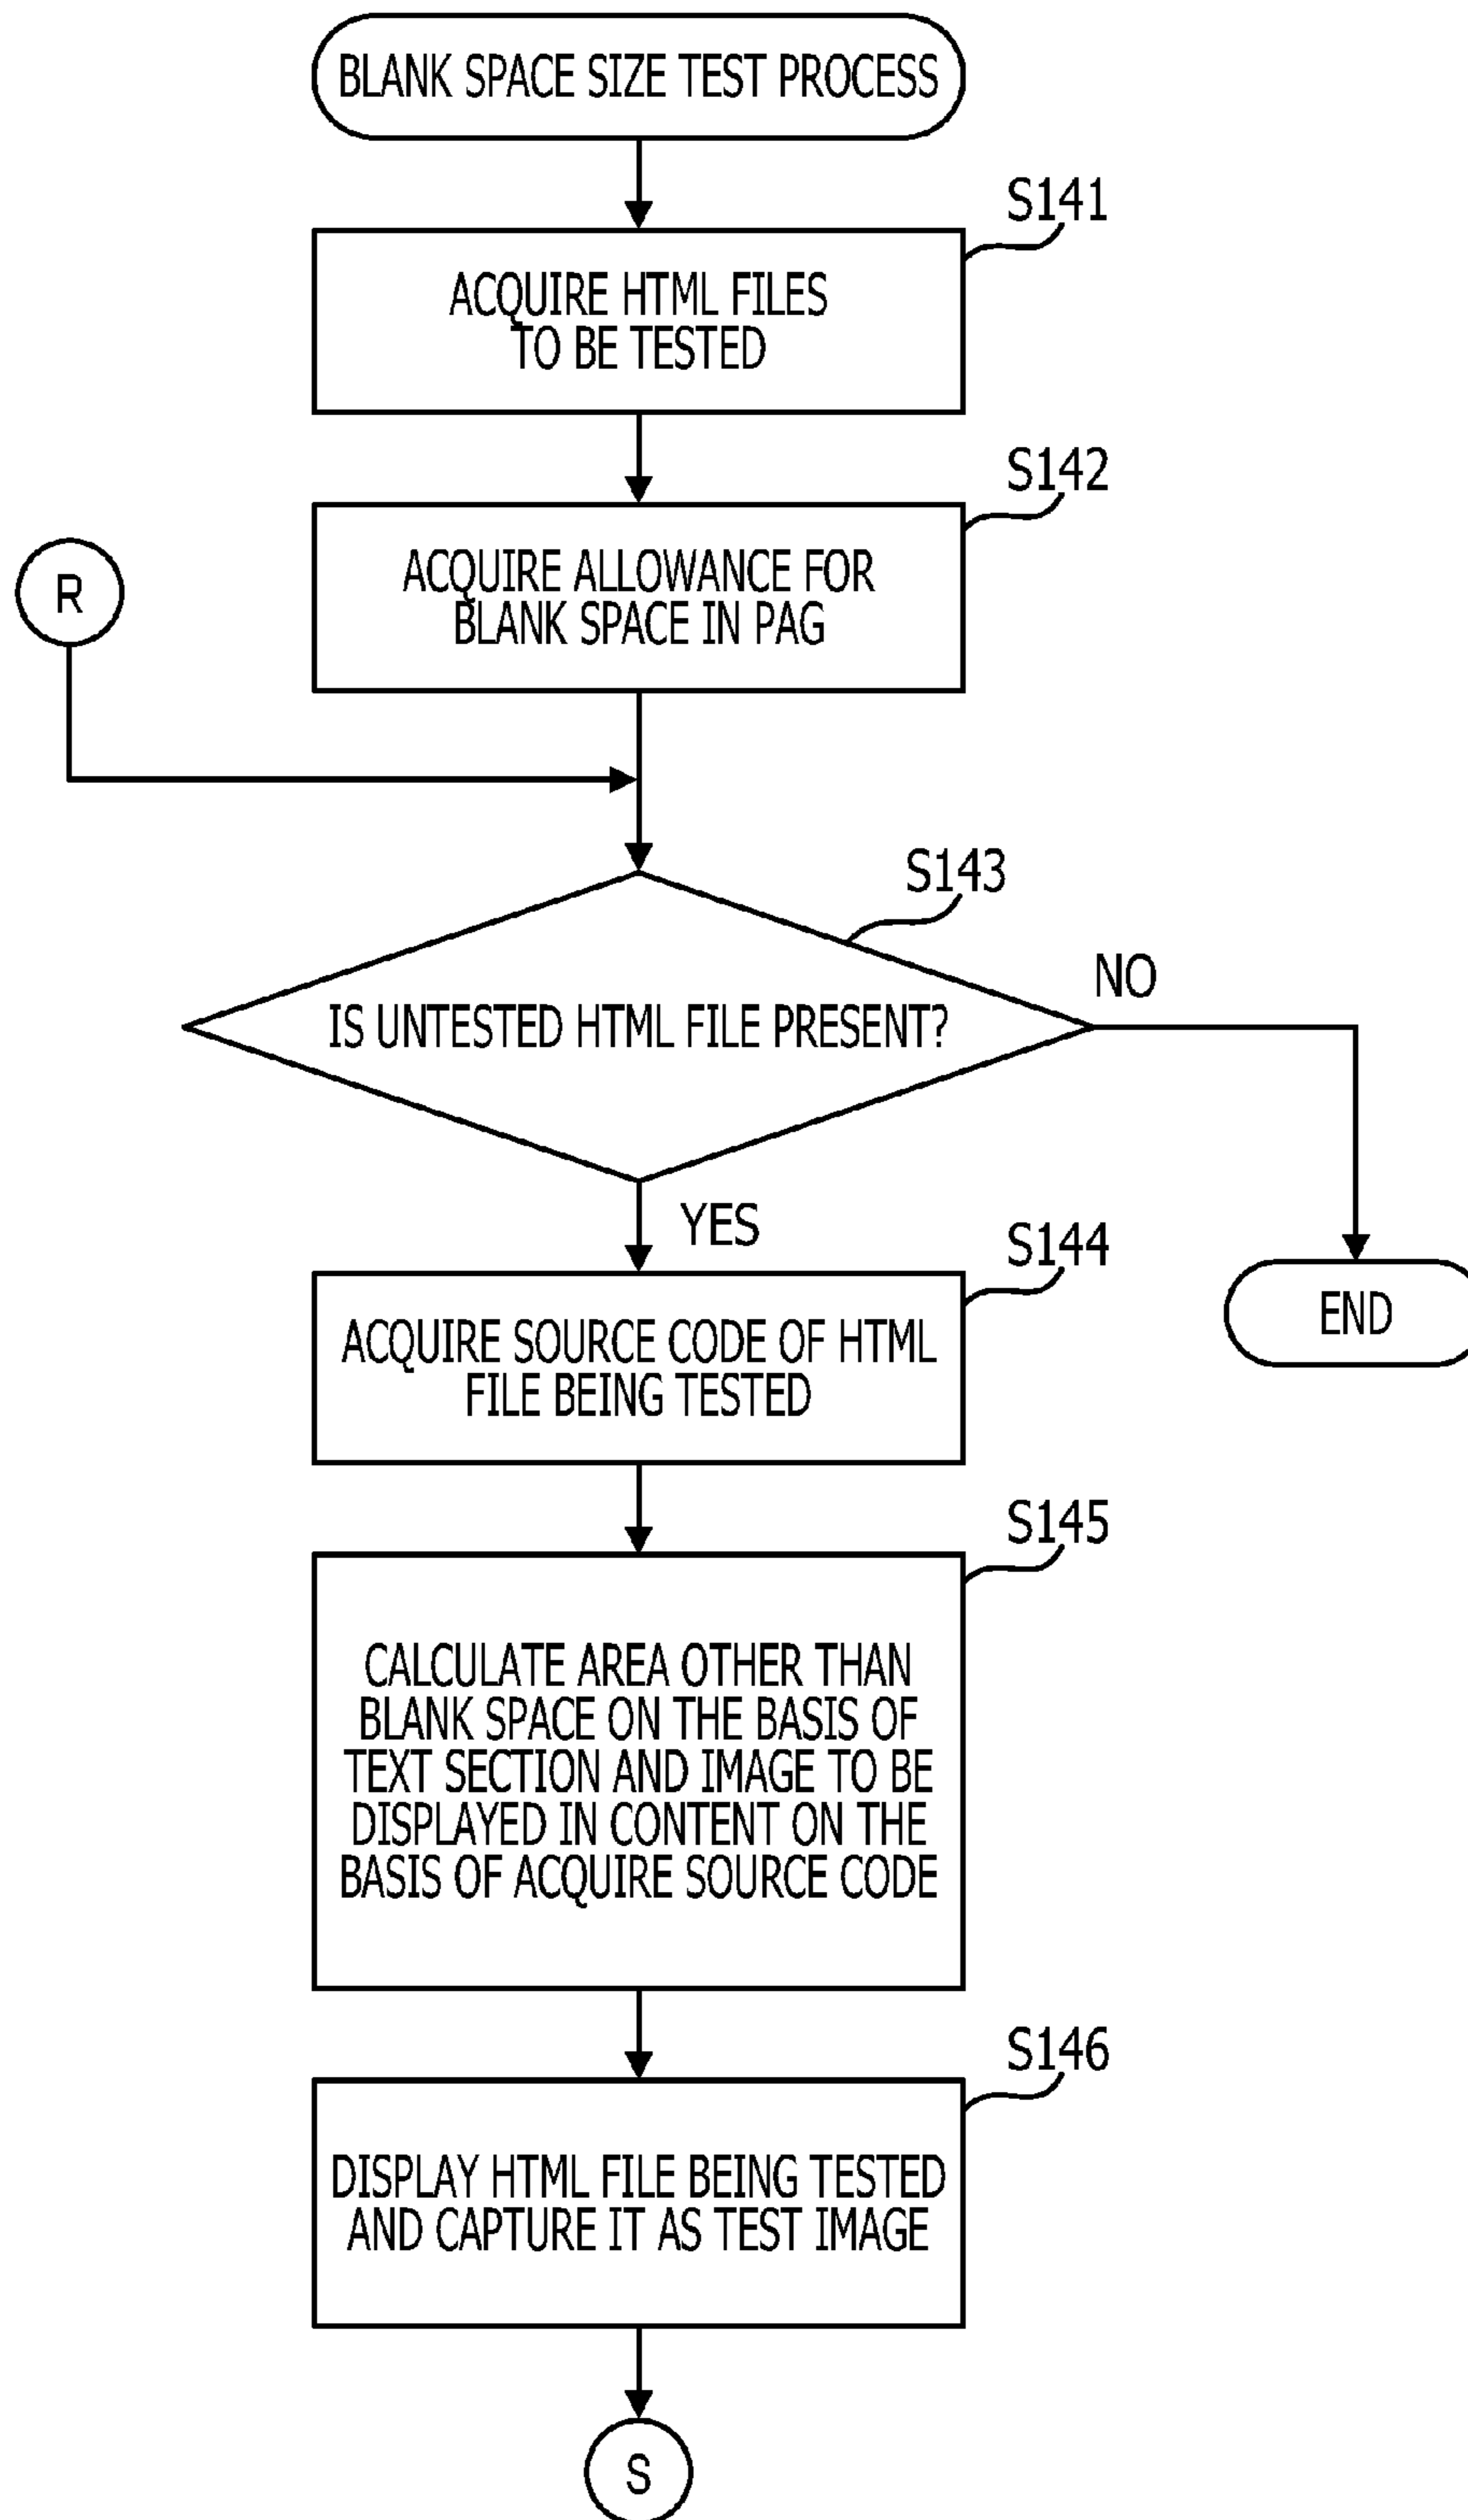 BLANK SPACE SIZE TEST PROCESS
S141
ACQUIRE HTML FILES
TO BE TESTED
S142
ACQUIRE ALLOWANCE FOR
BLANK SPACE IN PAG
R
S143
IS UNTESTED HTML FILE PRESENT?
NO
YES
S144
ACQUIRE SOURCE CODE OF HTML
FILE BEING TESTED
END
S145
CALCULATE AREA OTHER THAN
BLANK SPACE ON THE BASIS OF
TEXT SECTION AND IMAGE TO BE
DISPLAYED IN CONTENT ON THE
BASIS OF ACQUIRE SOURCE CODE
S146
DISPLAY HTML FILE BEING TESTED
AND CAPTURE IT AS TEST IMAGE
S